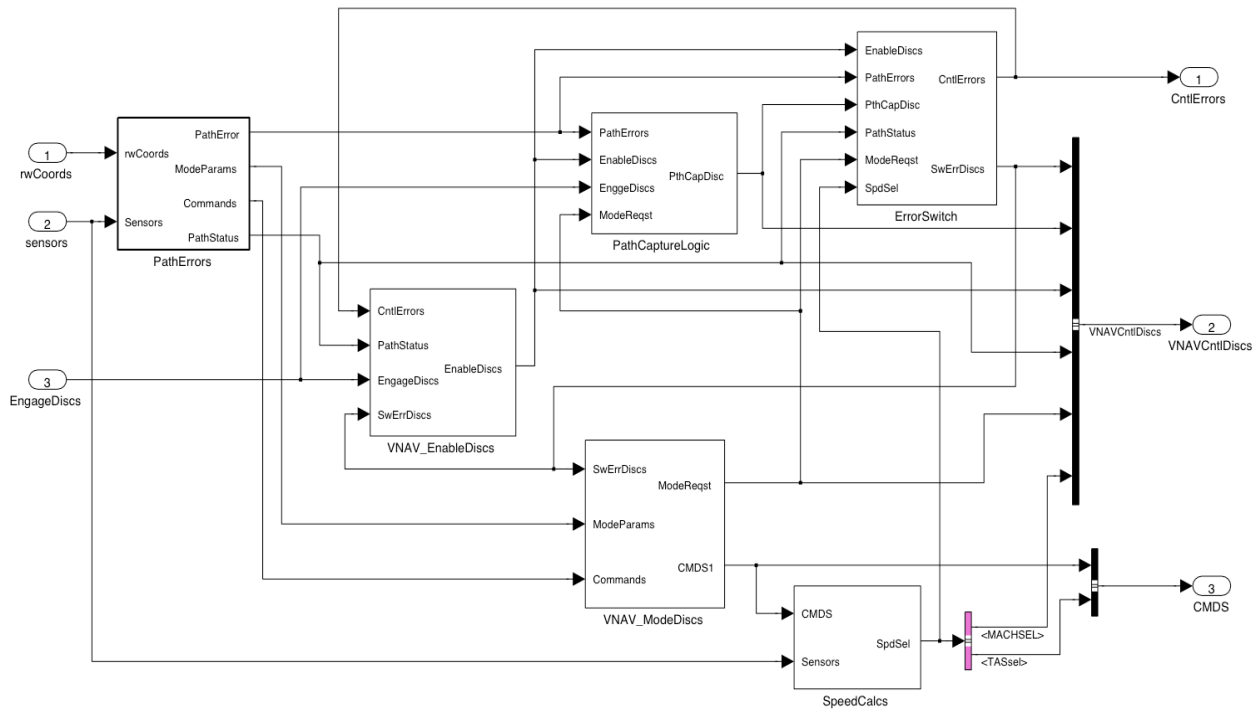 1
rwCoords
2
sensors
3
EngageDiscs
rwCoords
Sensors
PathError
ModeParams
Commands
PathStatus
PathErrors
CntlErrors
PathStatus
EngageDiscs
SwErrDiscs
EnableDiscs
VNAV_EnableDiscs
PathErrors
EnableDiscs
EnggeDiscs
ModeReqst
PthCapDisc
PathCaptureLogic
SwErrDiscs
ModeParams
Commands
ModeReqst
CMDS1
VNAV_ModeDiscs
CMDS
Sensors
SpdSel
SpeedCalcs
EnableDiscs
PathErrors
PthCapDisc
PathStatus
ModeReqst
SpdSel
CntlErrors
SwErrDiscs
ErrorSwitch
<MACHSEL>
<TASsel>
1
CntlErrors
VNAVCntlDiscs
2
VNAVCntlDiscs
3
CMDS